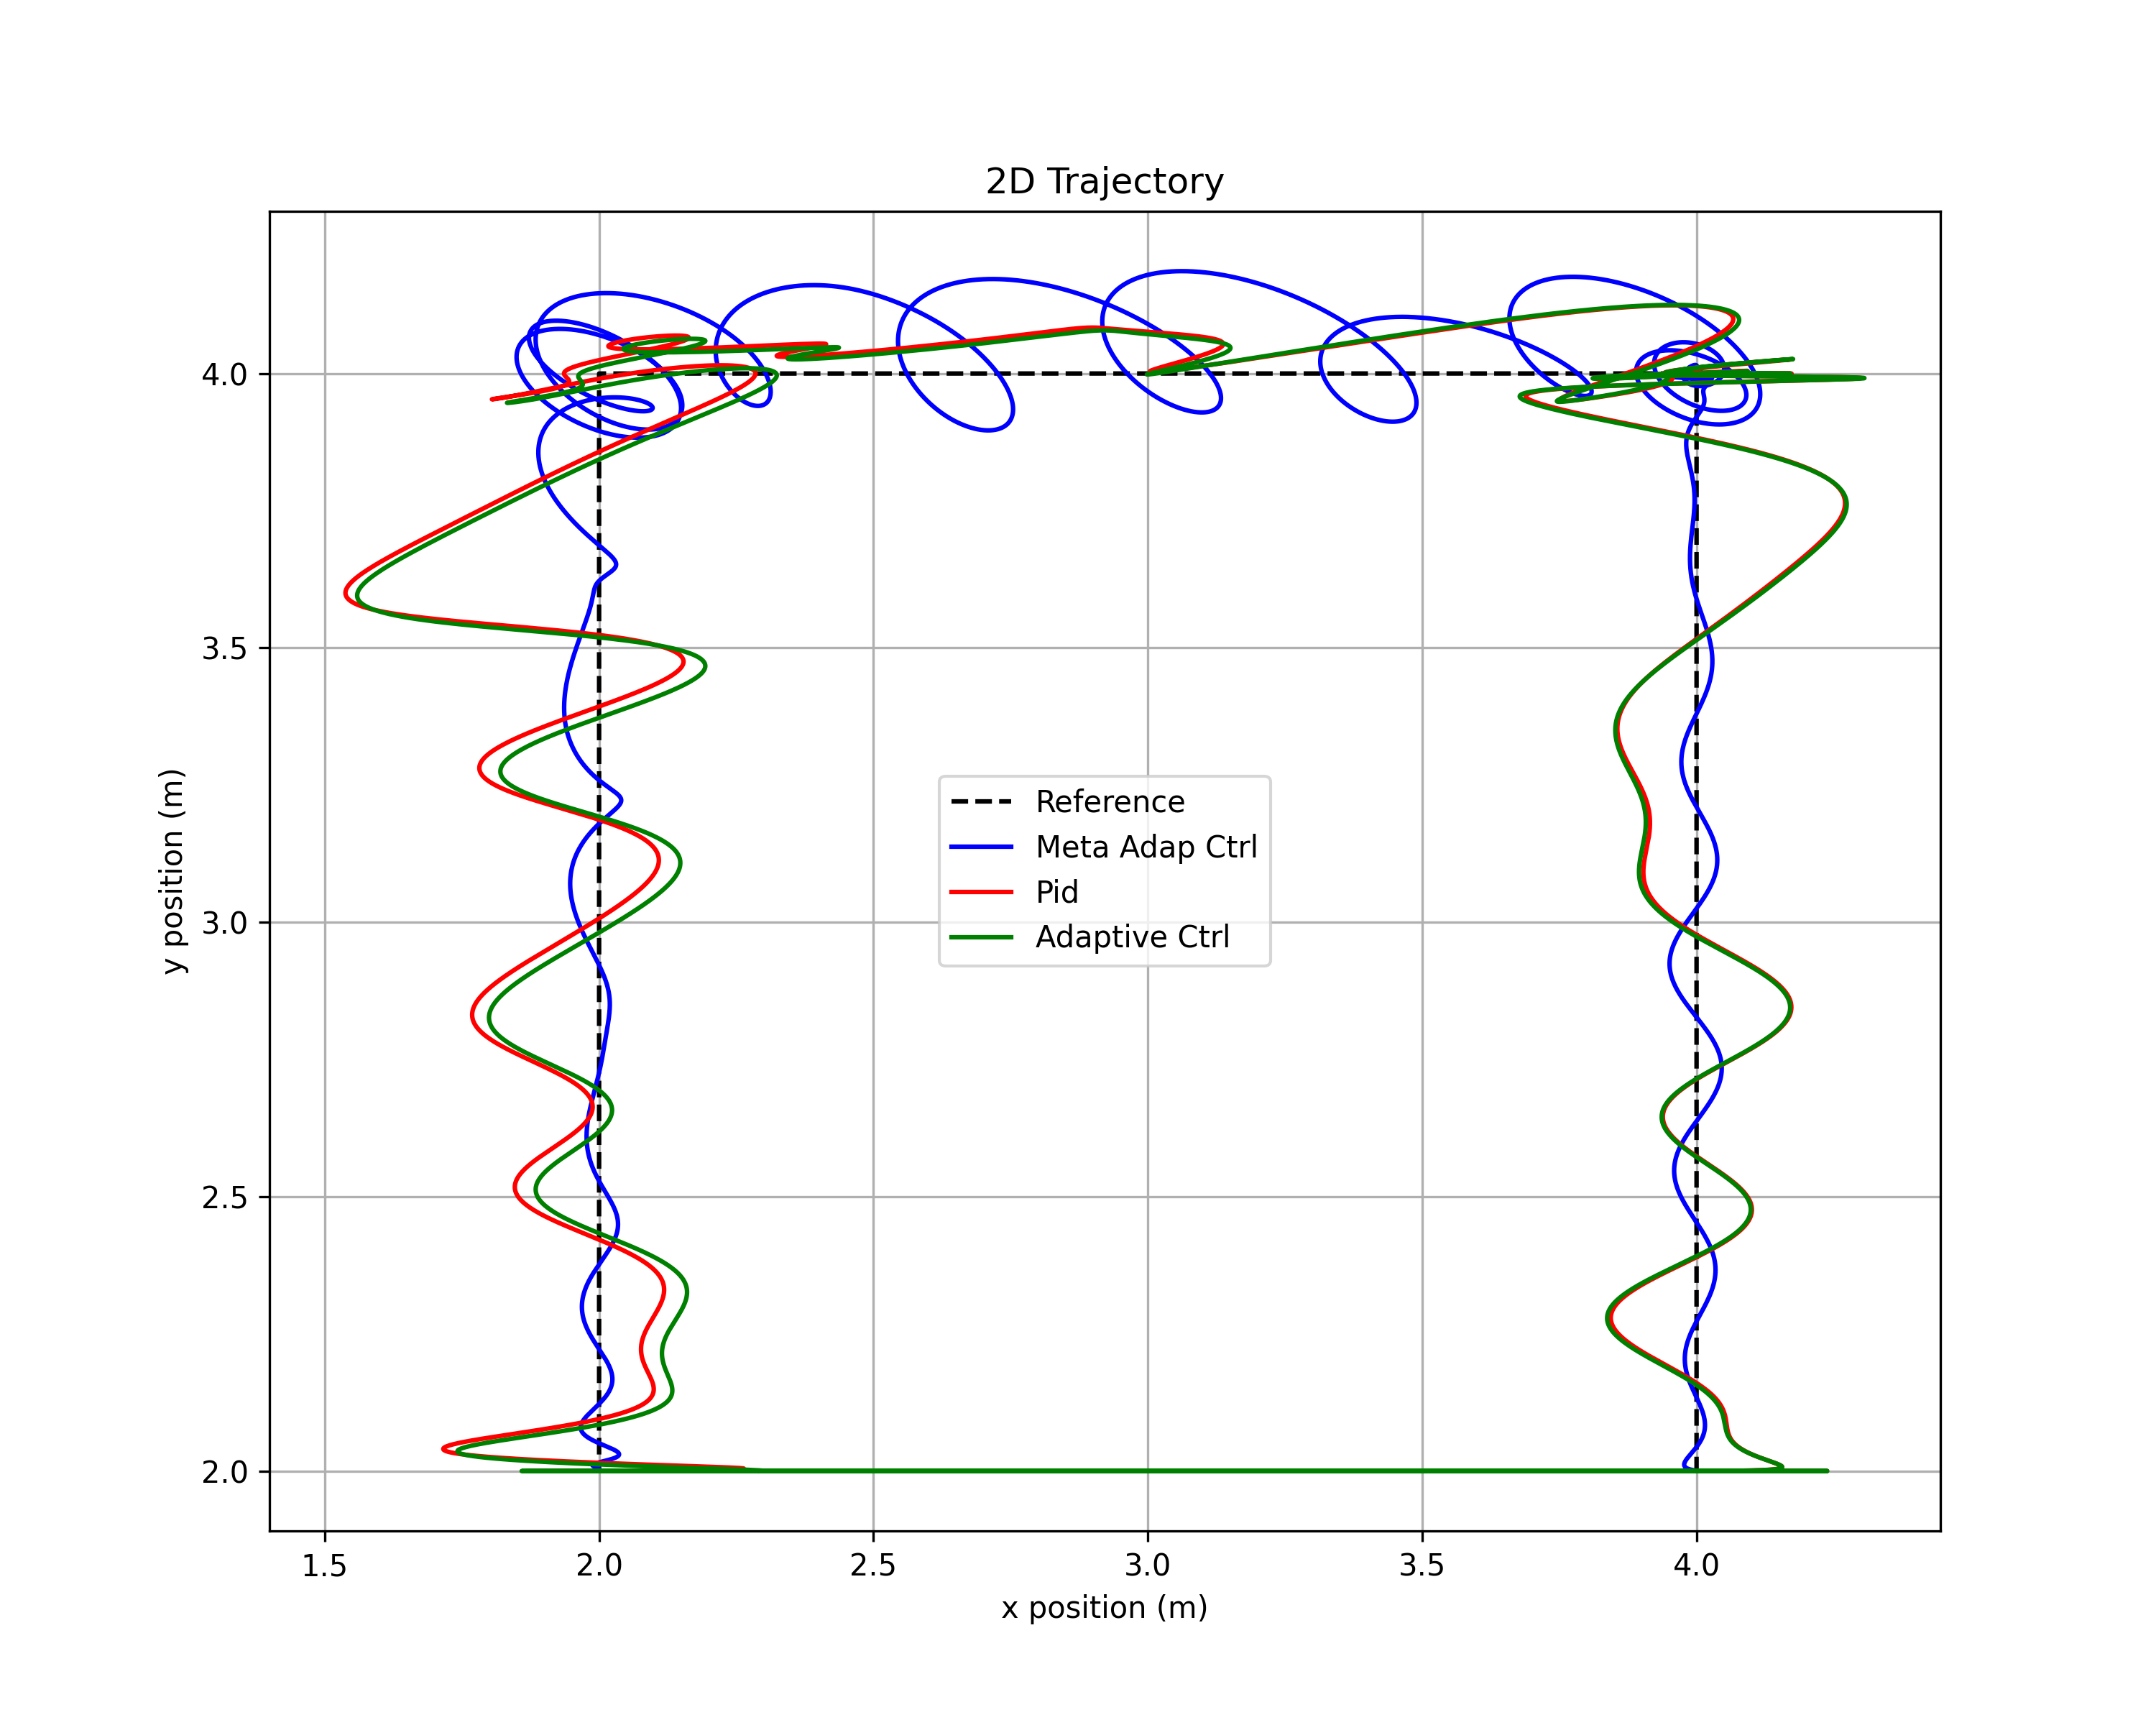 2D Trajectory
4.0
3.5
3.0
2.5
2.0
y position (m)
Reference
Meta Adap Ctrl
Pid
Adaptive Ctrl
1.5 2.0 2.5 3.0 3.5 4.0
x position (m)